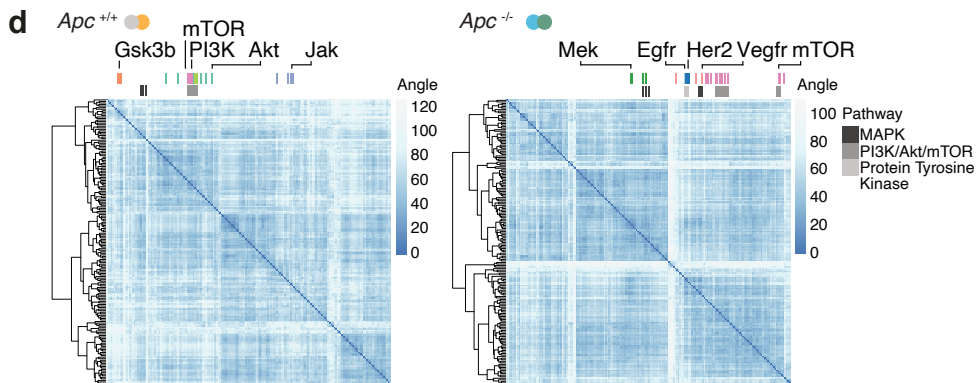 d
Apc +/+
mTOR
Gsk3b PI3K Akt Jak
Angle
120
100
80
60
40
20
0
Apc -/-
Mek Egfr Her2 Vegfr mTOR
Angle
100
80
60
40
20
0
Pathway
MAPK
PI3K/Akt/mTOR
Protein Tyrosine
Kinase